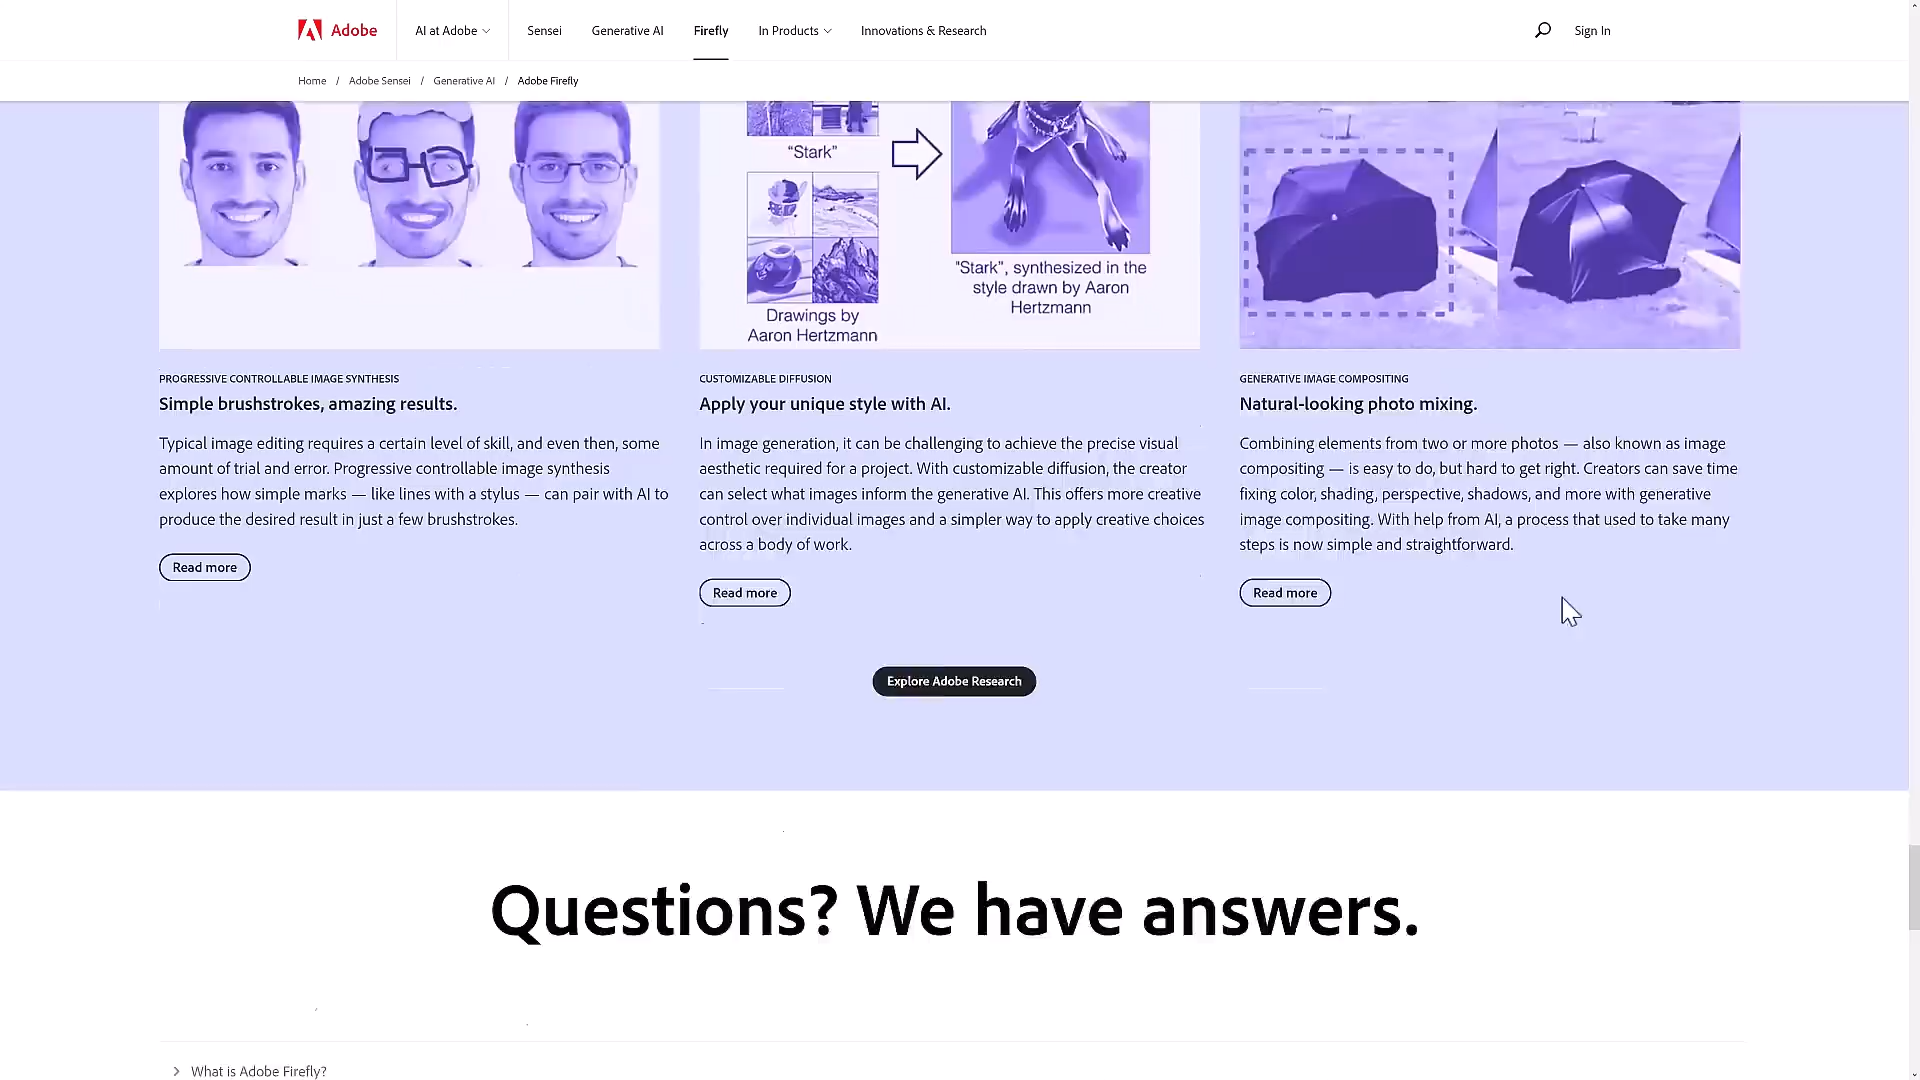 Adobe
AI at Adobe
Sensei
Generative AI
Firefly
In Products
Innovations & Research
Sign In
Home / Adobe Sensei / Generative AI / Adobe Firefly
“Stark”
Drawings by
Aaron Hertzmann
"Stark", synthesized in the
style drawn by Aaron
Hertzmann
PROGRESSIVE CONTROLLABLE IMAGE SYNTHESIS
Simple brushstrokes, amazing results.
Typical image editing requires a certain level of skill, and even then, some
amount of trial and error. Progressive controllable image synthesis
explores how simple marks — like lines with a stylus — can pair with AI to
produce the desired result in just a few brushstrokes.
Read more
CUSTOMIZABLE DIFFUSION
Apply your unique style with AI.
In image generation, it can be challenging to achieve the precise visual
aesthetic required for a project. With customizable diffusion, the creator
can select what images inform the generative AI. This offers more creative
control over individual images and a simpler way to apply creative choices
across a body of work.
Read more
GENERATIVE IMAGE COMPOSITING
Natural-looking photo mixing.
Combining elements from two or more photos — also known as image
compositing — is easy to do, but hard to get right. Creators can save time
fixing color, shading, perspective, shadows, and more with generative
image compositing. With help from AI, a process that used to take many
steps is now simple and straightforward.
Read more
Explore Adobe Research
Questions? We have answers.
What is Adobe Firefly?